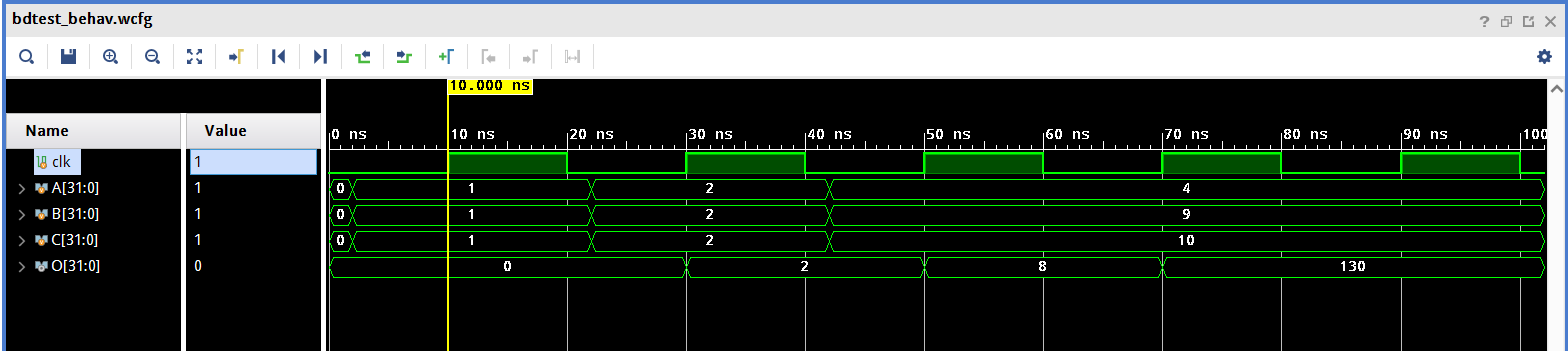 bdtest_behav.wcfg
?
10.000 ns
Name Value
0 ns 10 ns 20 ns 30 ns 40 ns 50 ns 60 ns 70 ns 80 ns 90 ns 100
clk 1
A[31:0] 1 0 1 2 4
B[31:0] 1 0 1 2 9
C[31:0] 1 0 1 2 10
O[31:0] 0 0 2 8 130